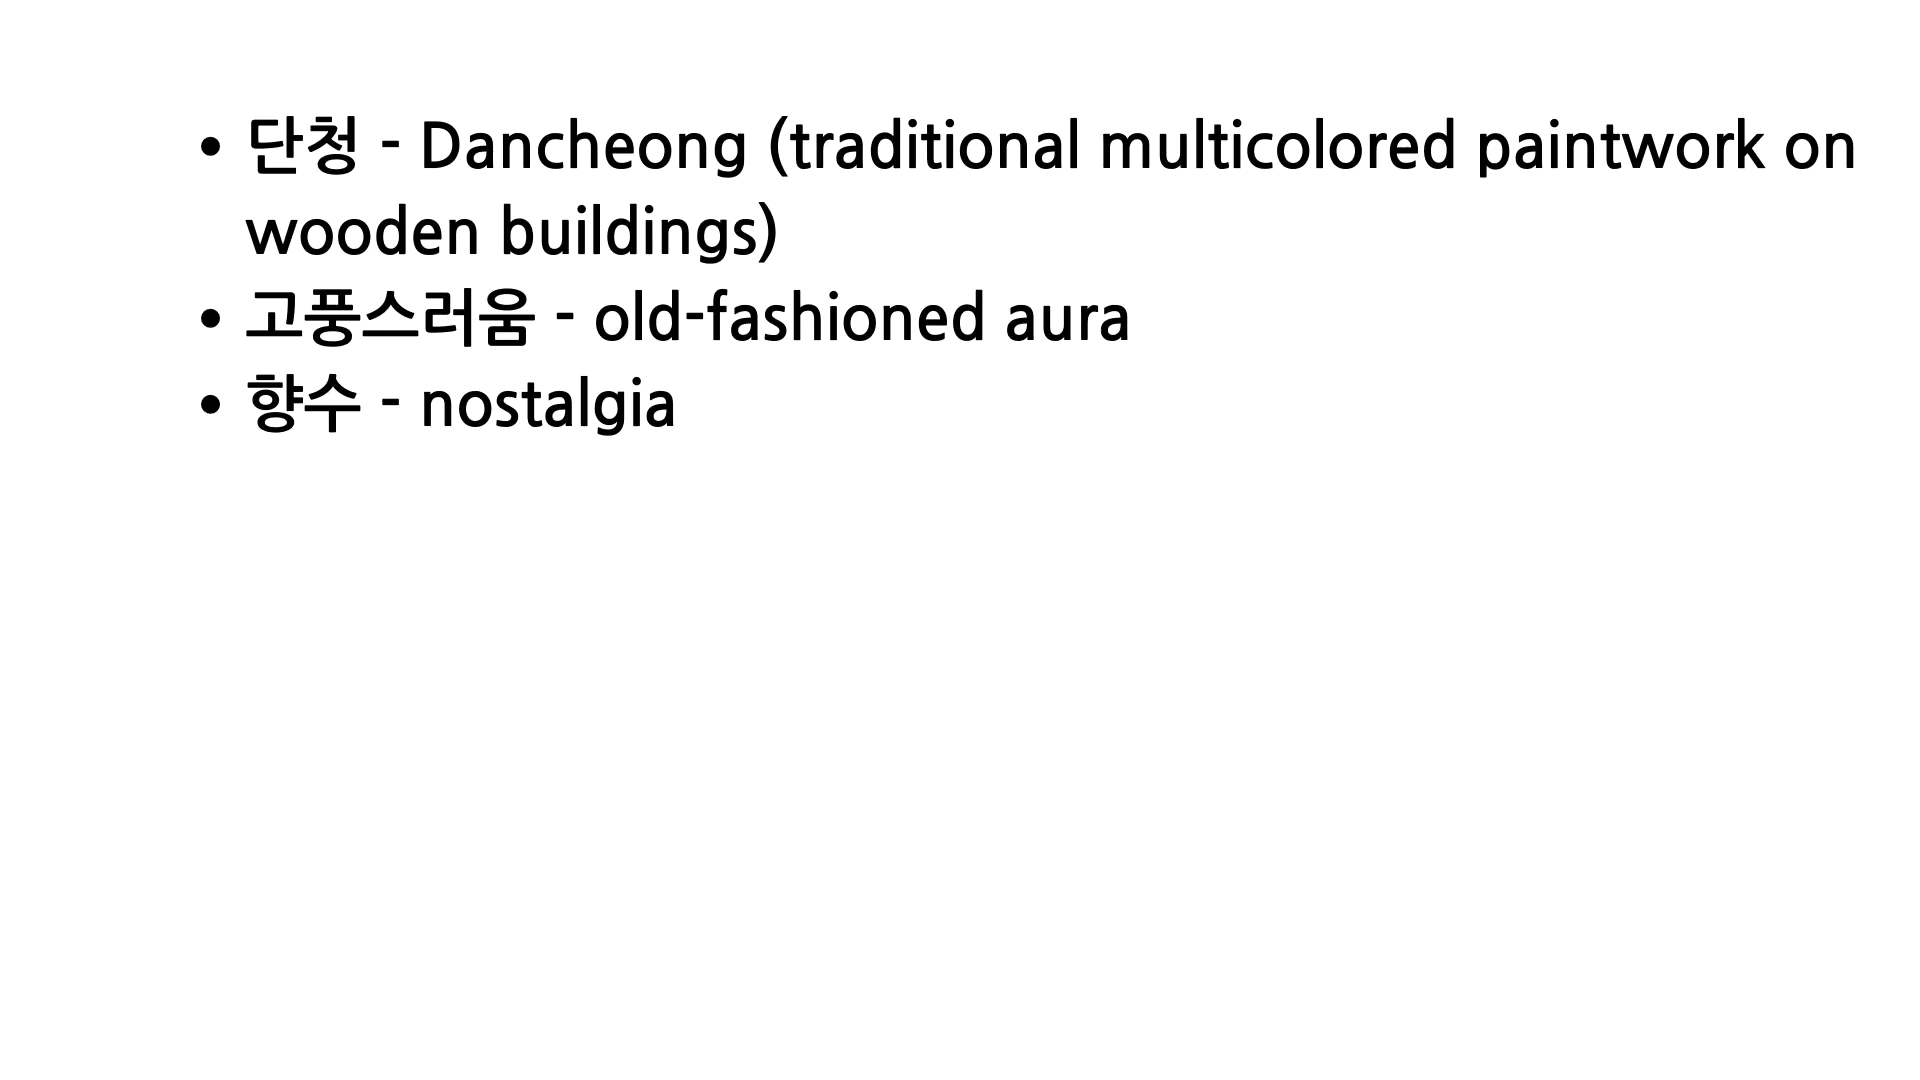 • 단청 - Dancheong (traditional multicolored paintwork on
wooden buildings)
• 고풍스러움 - old-fashioned aura
• 향수 - nostalgia